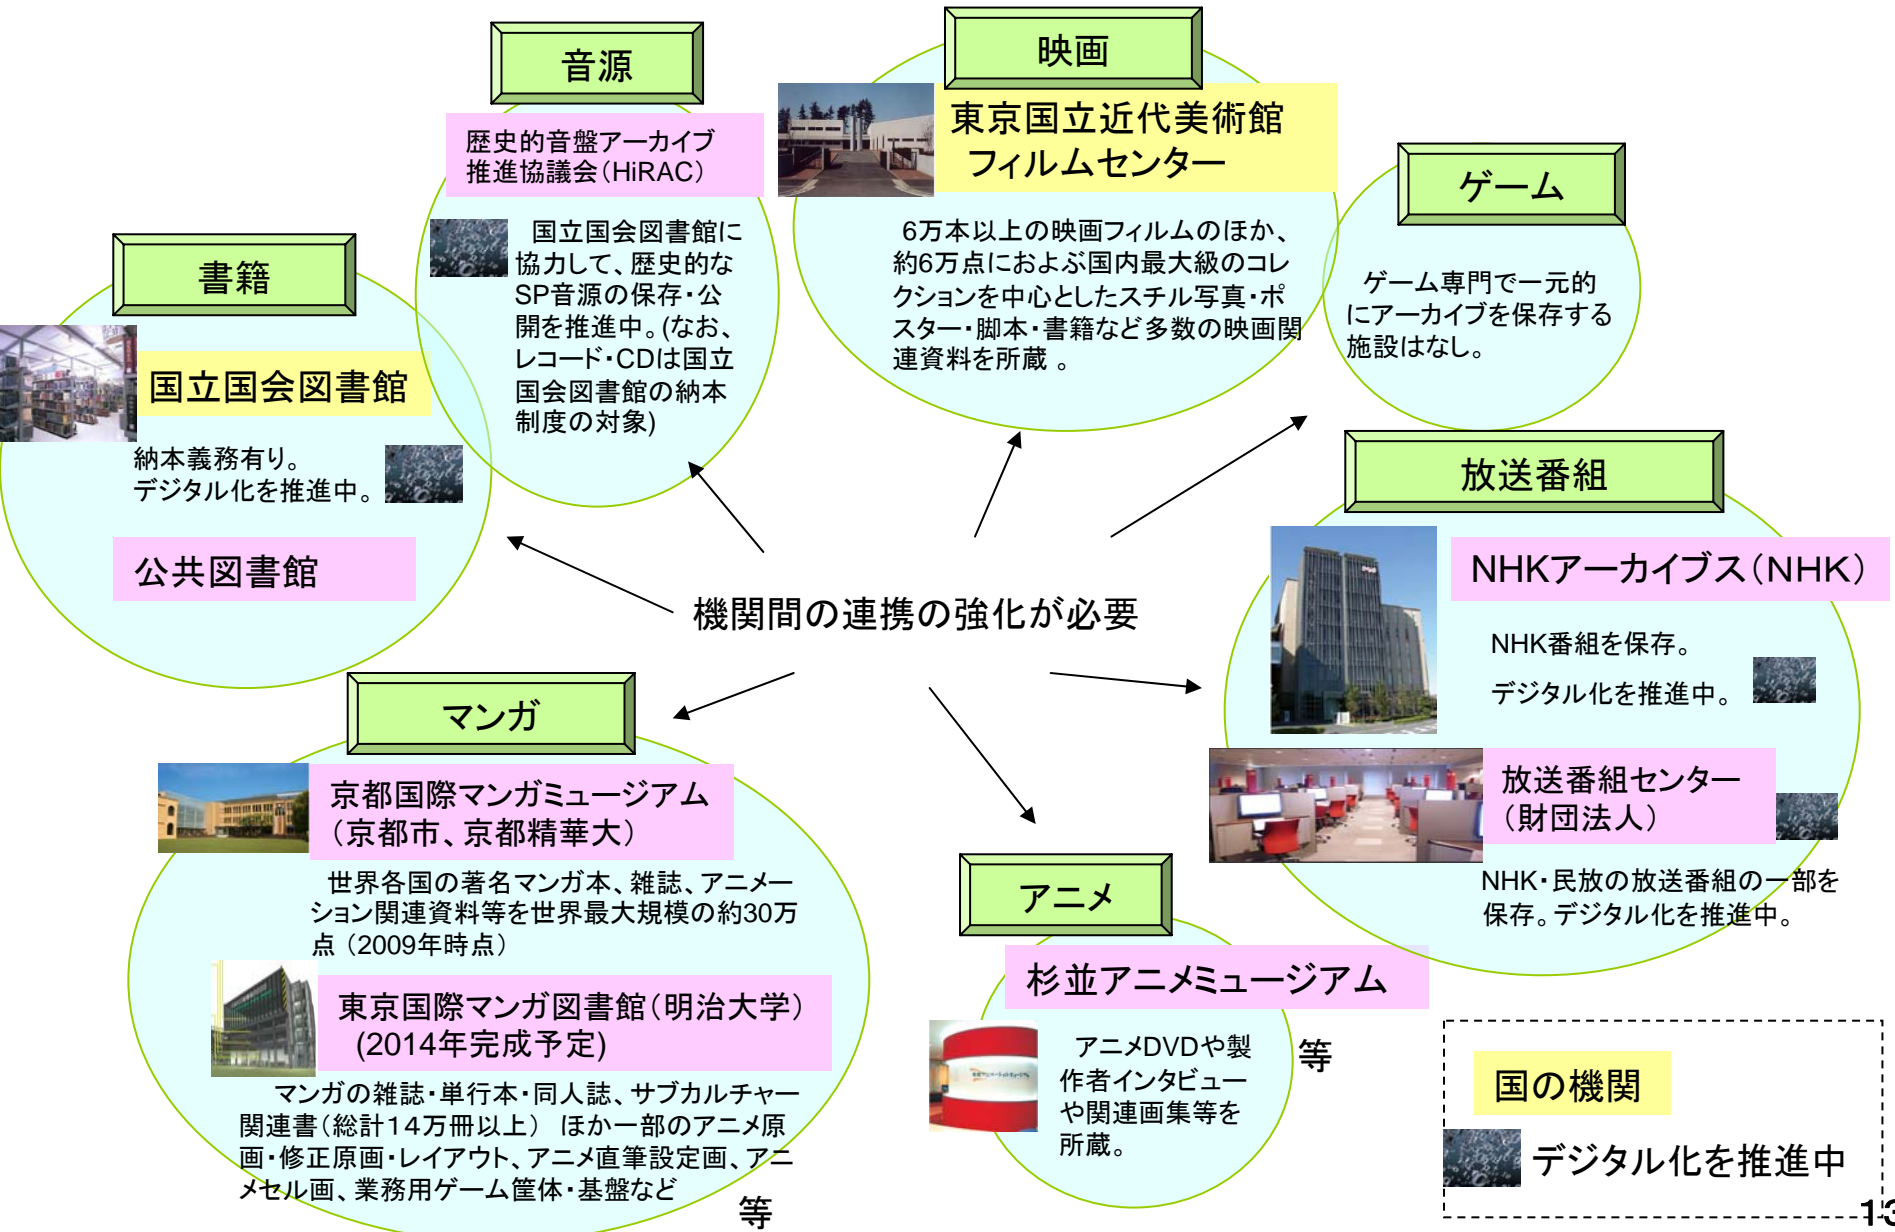 音源
歴史的音盤アーカイブ
推進協議会（HiRAC）
国立国会図書館に
協力して、歴史的な
SP音源の保存・公
開を推進中。(なお、
レコード・CDは国立
国会図書館の納本
制度の対象)
映画
東京国立近代美術館
フィルムセンター
6万本以上の映画フィルムのほか、
約6万点におよぶ国内最大級のコレ
クションを中心としたスチル写真・ポ
スター・脚本・書籍など多数の映画関
連資料を所蔵 。
ゲーム
ゲーム専門で一元的
にアーカイブを保存する
施設はなし。
書籍
国立国会図書館
納本義務有り。
デジタル化を推進中。
公共図書館
機関間の連携の強化が必要
放送番組
NHKアーカイブス（NHK）
NHK番組を保存。
デジタル化を推進中。
放送番組センター
（財団法人）
NHK・民放の放送番組の一部を
保存。デジタル化を推進中。
マンガ
京都国際マンガミュージアム
（京都市、京都精華大）
世界各国の著名マンガ本、雑誌、アニメー
ション関連資料等を世界最大規模の約30万
点（2009年時点）
東京国際マンガ図書館（明治大学）
(2014年完成予定)
マンガの雑誌・単行本・同人誌、サブカルチャー
関連書（総計１４万冊以上） ほか一部のアニメ原
画・修正原画・レイアウト、アニメ直筆設定画、アニ
メセル画、業務用ゲーム筐体・基盤など
等
アニメ
杉並アニメミュージアム
アニメDVDや製
作者インタビュー
や関連画集等を
所蔵。
等
国の機関
デジタル化を推進中
13